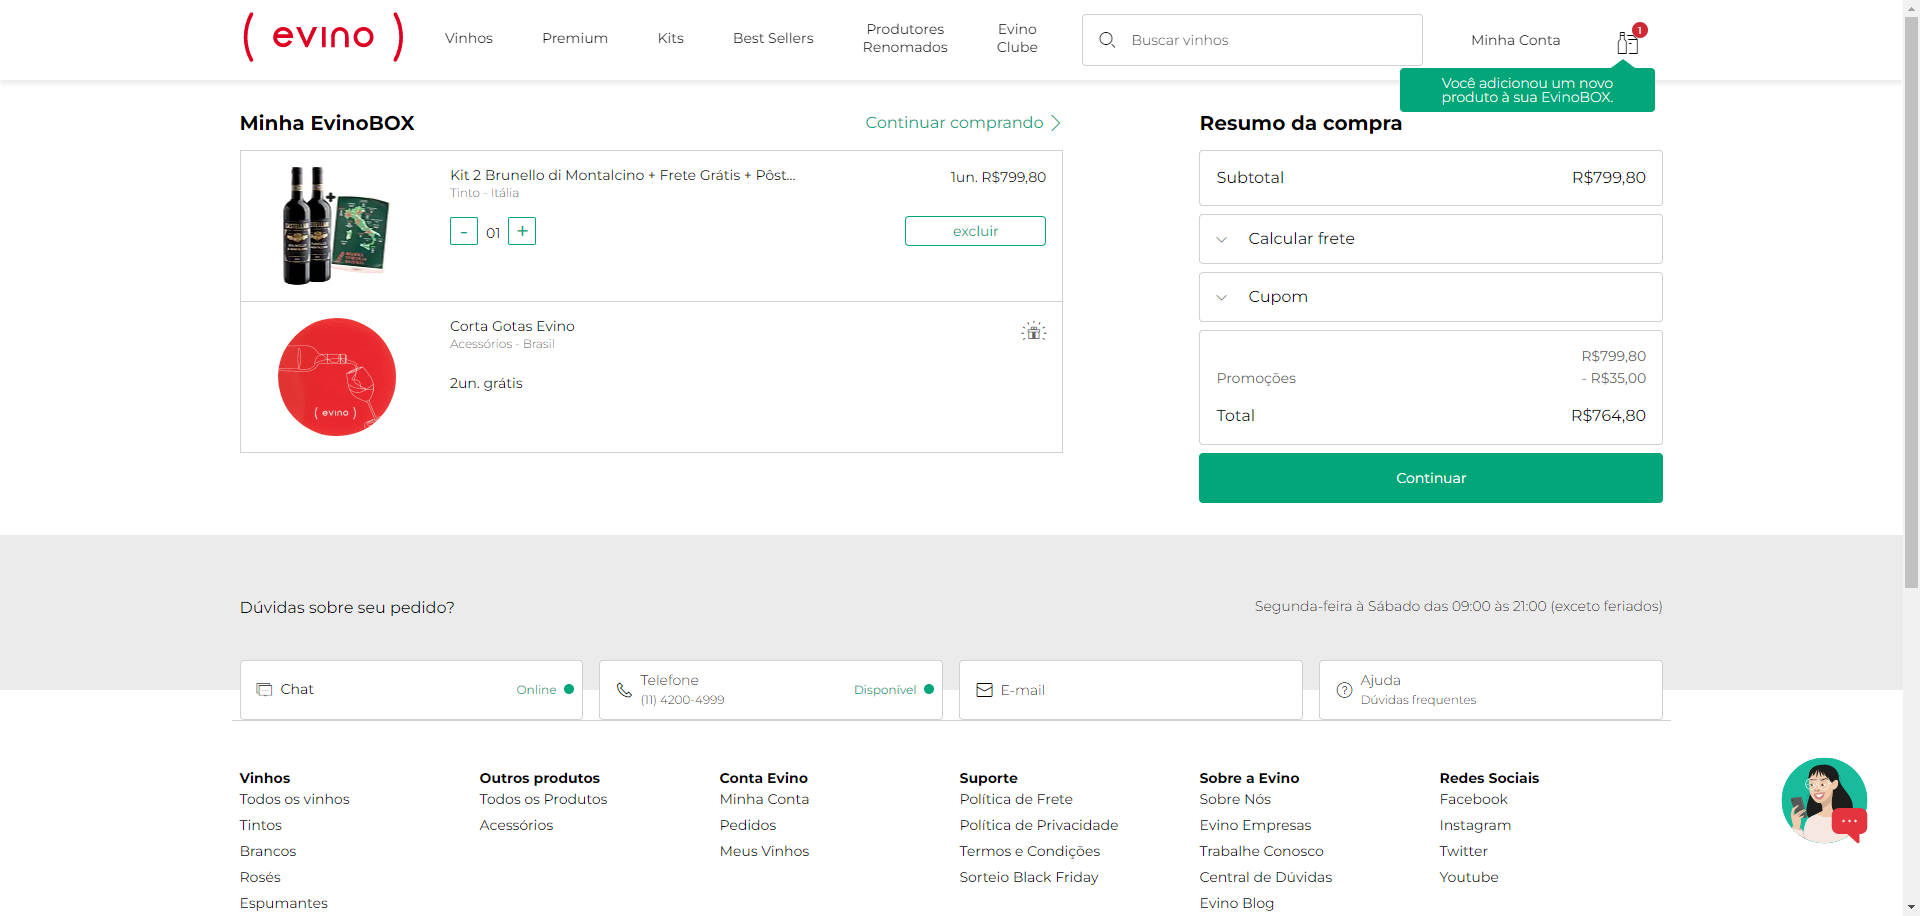 ( evino )
Vinhos
Premium
Kits
Best Sellers
Produtores
Renomados
Evino
Clube
Buscar vinhos
Minha Conta
1
Você adicionou um novo
produto à sua EvinoBOX.
Minha EvinoBOX
Continuar comprando
Kit 2 Brunello di Montalcino + Frete Grátis + Pôst...
Tinto - Itália
1un. R$799,80
- 01 +
excluir
Corta Gotas Evino
Acessórios - Brasil
2un. grátis
( evino )
Resumo da compra
Subtotal R$799,80
Calcular frete
Cupom
R$799,80
Promoções - R$35,00
Total R$764,80
Continuar
Dúvidas sobre seu pedido?
Segunda-feira à Sábado das 09:00 às 21:00 (exceto feriados)
Chat
Online
Telefone
(11) 4200-4999
Disponível
E-mail
Ajuda
Dúvidas frequentes
Vinhos
Todos os vinhos
Tintos
Brancos
Rosés
Espumantes
Outros produtos
Todos os Produtos
Acessórios
Conta Evino
Minha Conta
Pedidos
Meus Vinhos
Suporte
Política de Frete
Política de Privacidade
Termos e Condições
Sorteio Black Friday
Sobre a Evino
Sobre Nós
Evino Empresas
Trabalhe Conosco
Central de Dúvidas
Evino Blog
Redes Sociais
Facebook
Instagram
Twitter
Youtube